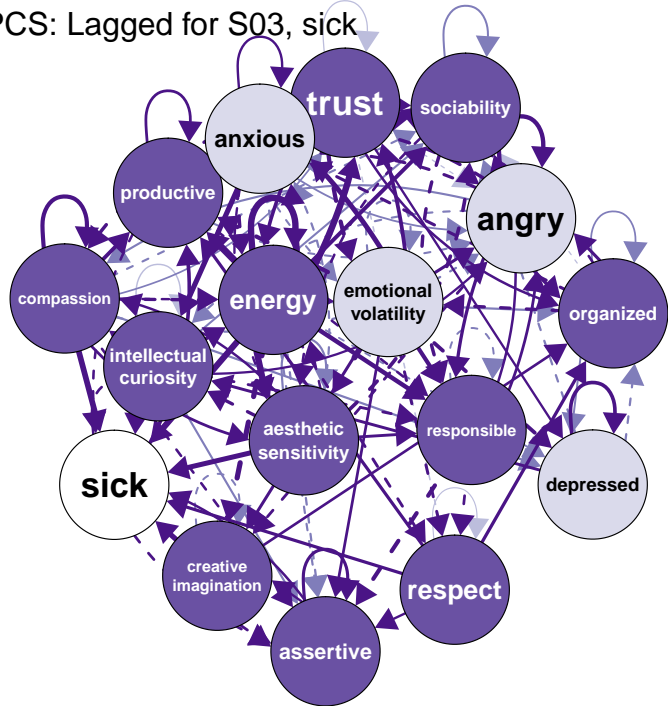 PCS: Lagged for S03, sick
trust
sociability
anxious
productive
angry
compassion
energy
emotional
volatility
organized
intellectual
curiosity
aesthetic
sensitivity
responsible
sick
depressed
creative
imagination
respect
assertive